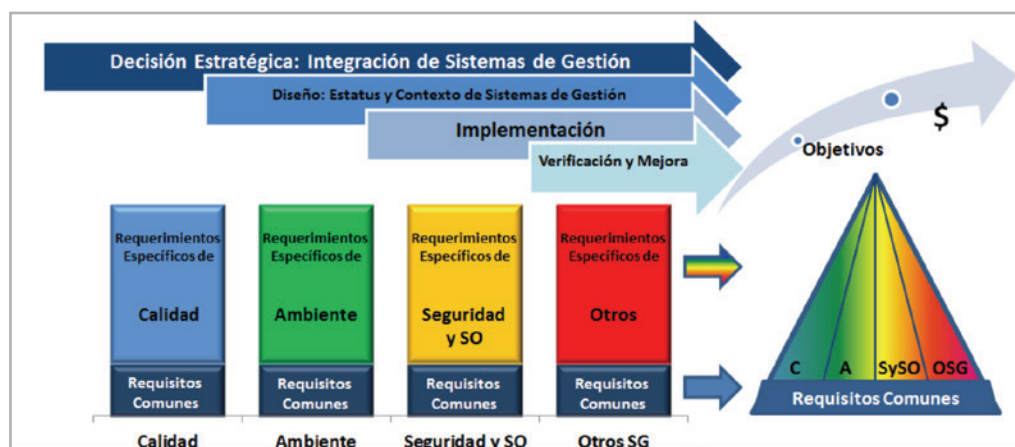 Decisión Estratégica: Integración de Sistemas de Gestión
Diseño: Estatus y Contexto de Sistemas de Gestión
Implementación
Verificación y Mejora
Objetivos
$
Requerimientos
Específicos de
Calidad
Requisitos
Comunes
Calidad
Requerimientos
Específicos de
Ambiente
Requisitos
Comunes
Ambiente
Requerimientos
Específicos de
Seguridad
y SO
Requisitos
Comunes
Seguridad y SO
Requerimientos
Específicos de
Otros
Requisitos
Comunes
Otros SG
C
A
SySO
OSG
Requisitos Comunes